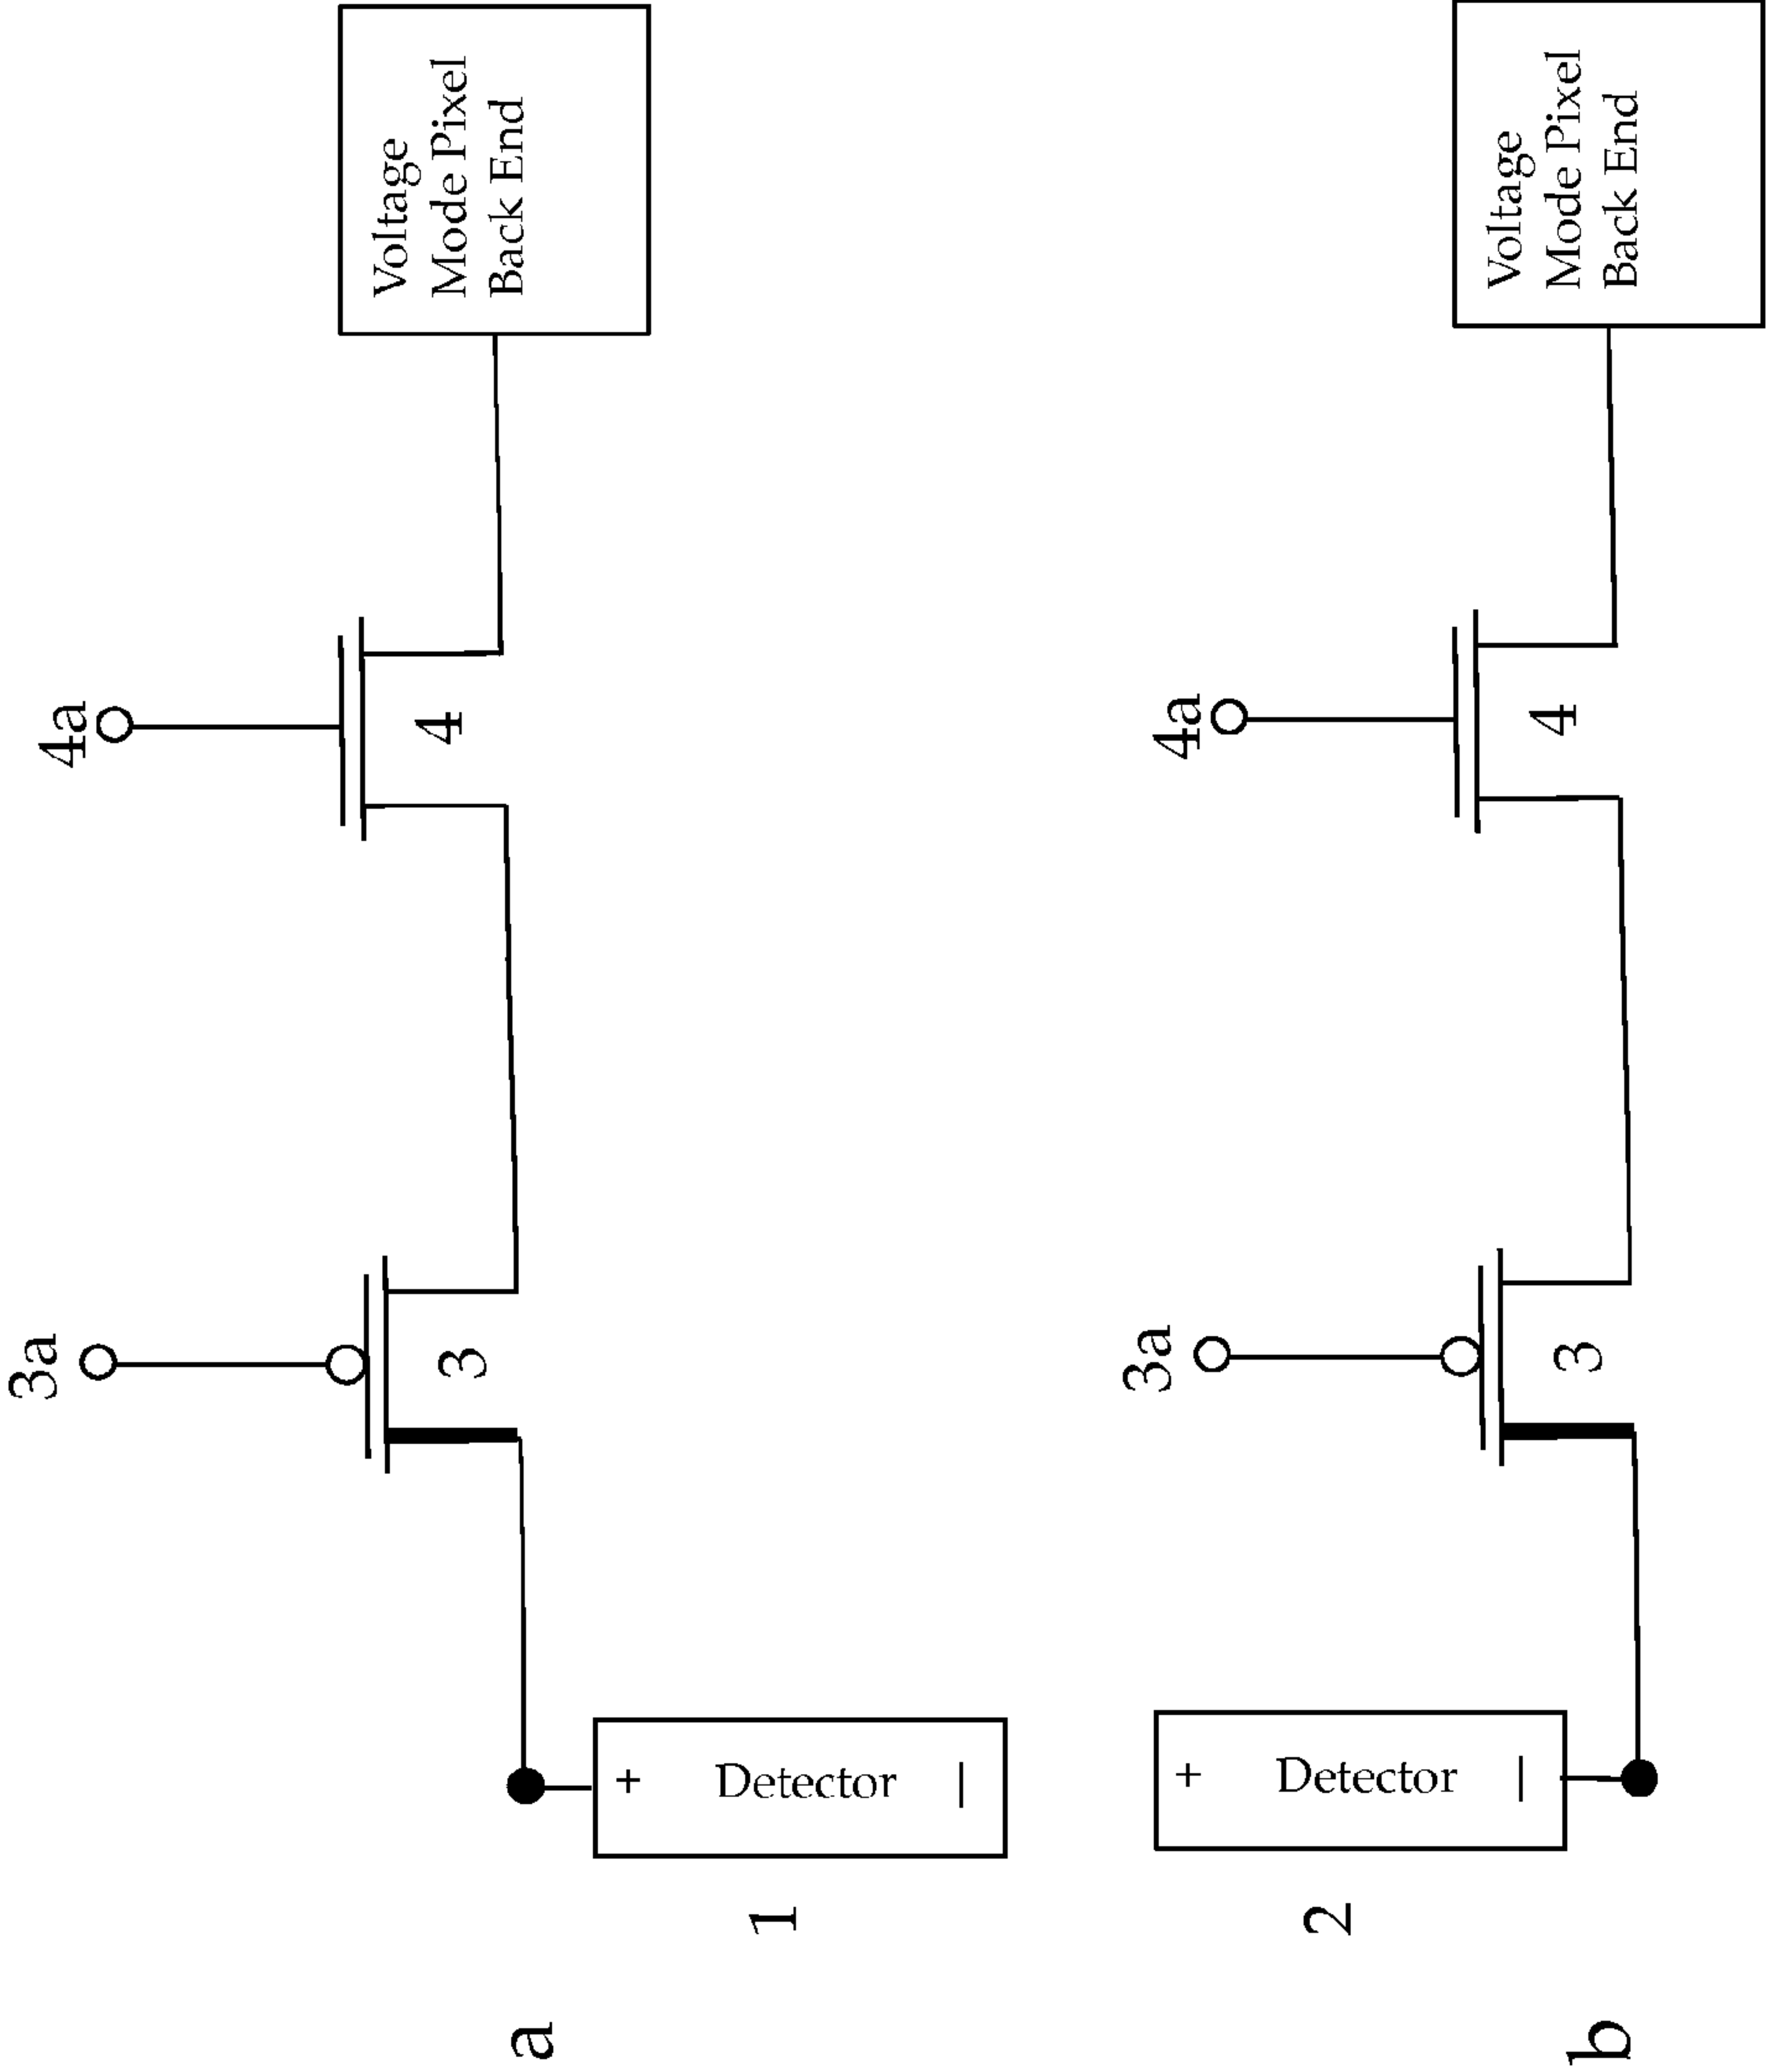 3a
4a
3
4
Voltage
Mode Pixel
Back End
+
Detector
–
1
a
3a
4a
3
4
Voltage
Mode Pixel
Back End
+
Detector
–
2
b